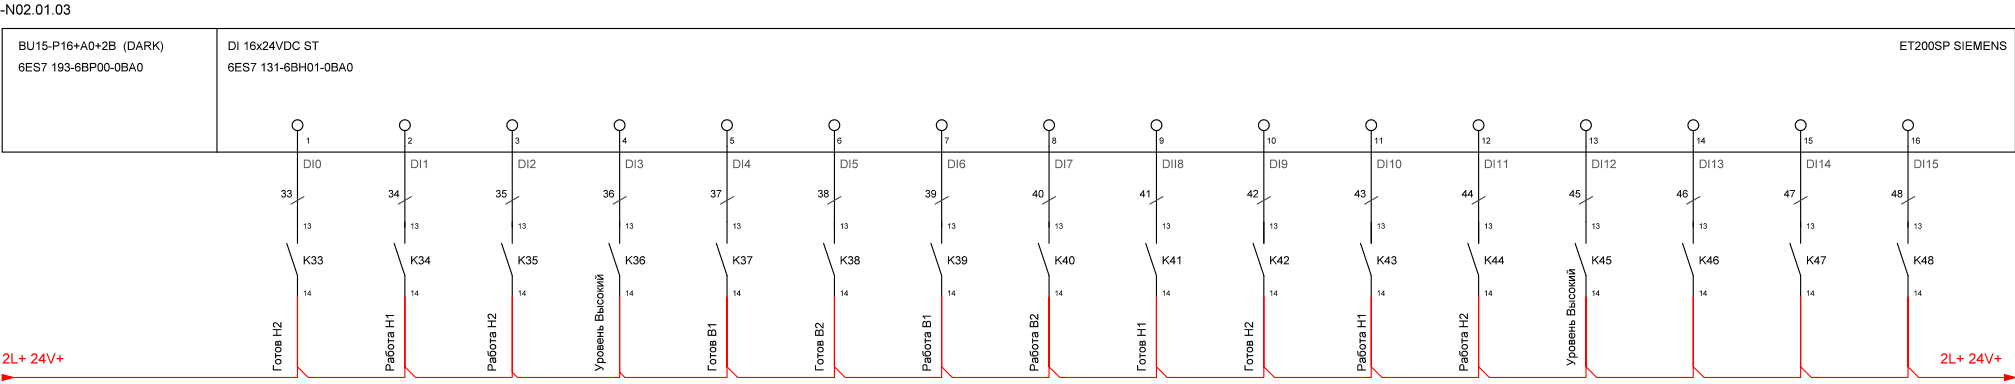 -N02.01.03
BU15-P16+A0+2B (DARK)
6ES7 193-6BP00-0BA0
DI 16x24VDC ST
6ES7 131-6BH01-0BA0
ET200SP SIEMENS
1 2 3 4 5 6 7 8 9 10 11 12 13 14 15 16
DI0 DI1 DI2 DI3 DI4 DI5 DI6 DI7 DII8 DI9 DI10 DI11 DI12 DI13 DI14 DI15
33 34 35 36 37 38 39 40 41 42 43 44 45 46 47 48
13 13 13 13 13 13 13 13 13 13 13 13 13 13 13 13
K33 K34 K35 K36 K37 K38 K39 K40 K41 K42 K43 K44 K45 K46 K47 K48
14 14 14 14 14 14 14 14 14 14 14 14 14 14 14 14
Готов Н2
Работа Н1
Работа Н2
Уровень Высокий
Готов В1
Готов В2
Работа В1
Работа В2
Готов Н1
Готов Н2
Работа Н1
Работа Н2
Уровень Высокий
2L+ 24V+
2L+ 24V+